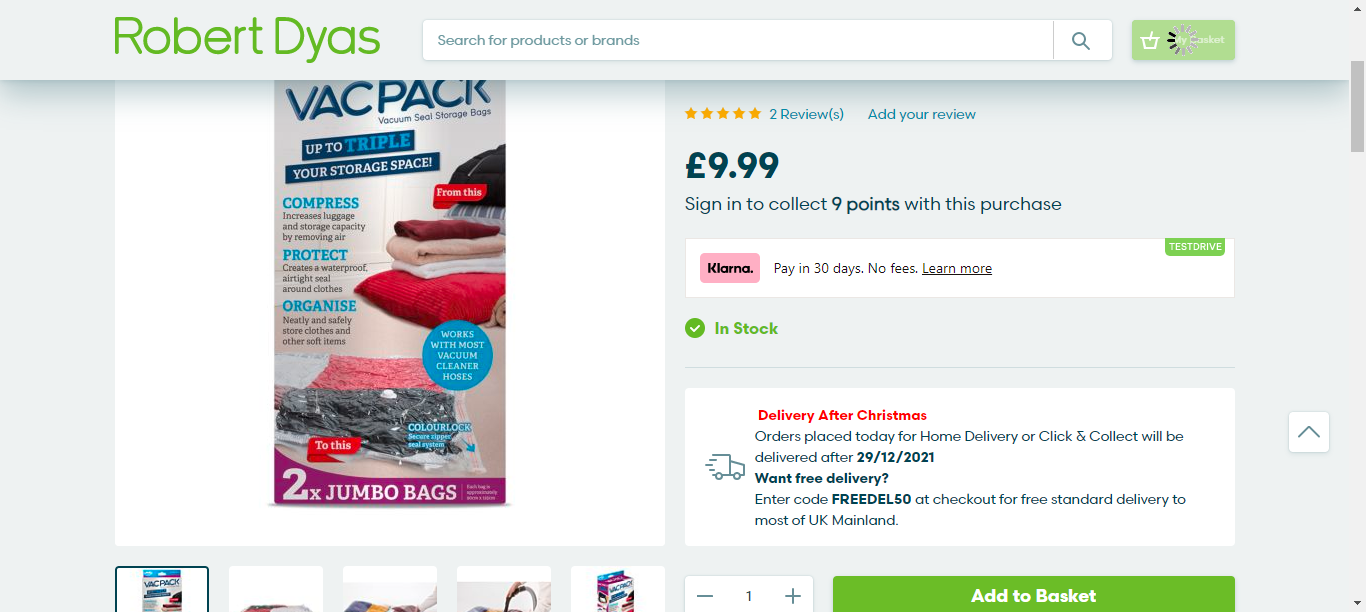 Robert Dyas
Search for products or brands
My Basket
VACPACK
Vacuum Seal Storage Bags
UP TO TRIPLE
YOUR STORAGE SPACE!
From this
COMPRESS
Increases luggage
and storage capacity
by removing air
PROTECT
Creates a waterproof,
airtight seal
around clothes
ORGANISE
Neatly and safely
store clothes and
other soft items
WORKS
WITH MOST
VACUUM
CLEANER
HOSES
To this
COLOURLOCK
Secure zipper
seal system
2x JUMBO BAGS
Each bag is
approximately
2 Review(s) Add your review
£9.99
Sign in to collect 9 points with this purchase
TESTDRIVE
Klarna. Pay in 30 days. No fees. Learn more
In Stock
Delivery After Christmas
Orders placed today for Home Delivery or Click & Collect will be
delivered after 29/12/2021
Want free delivery?
Enter code FREEDEL50 at checkout for free standard delivery to
most of UK Mainland.
VACPACK
VACPACK
1
Add to Basket